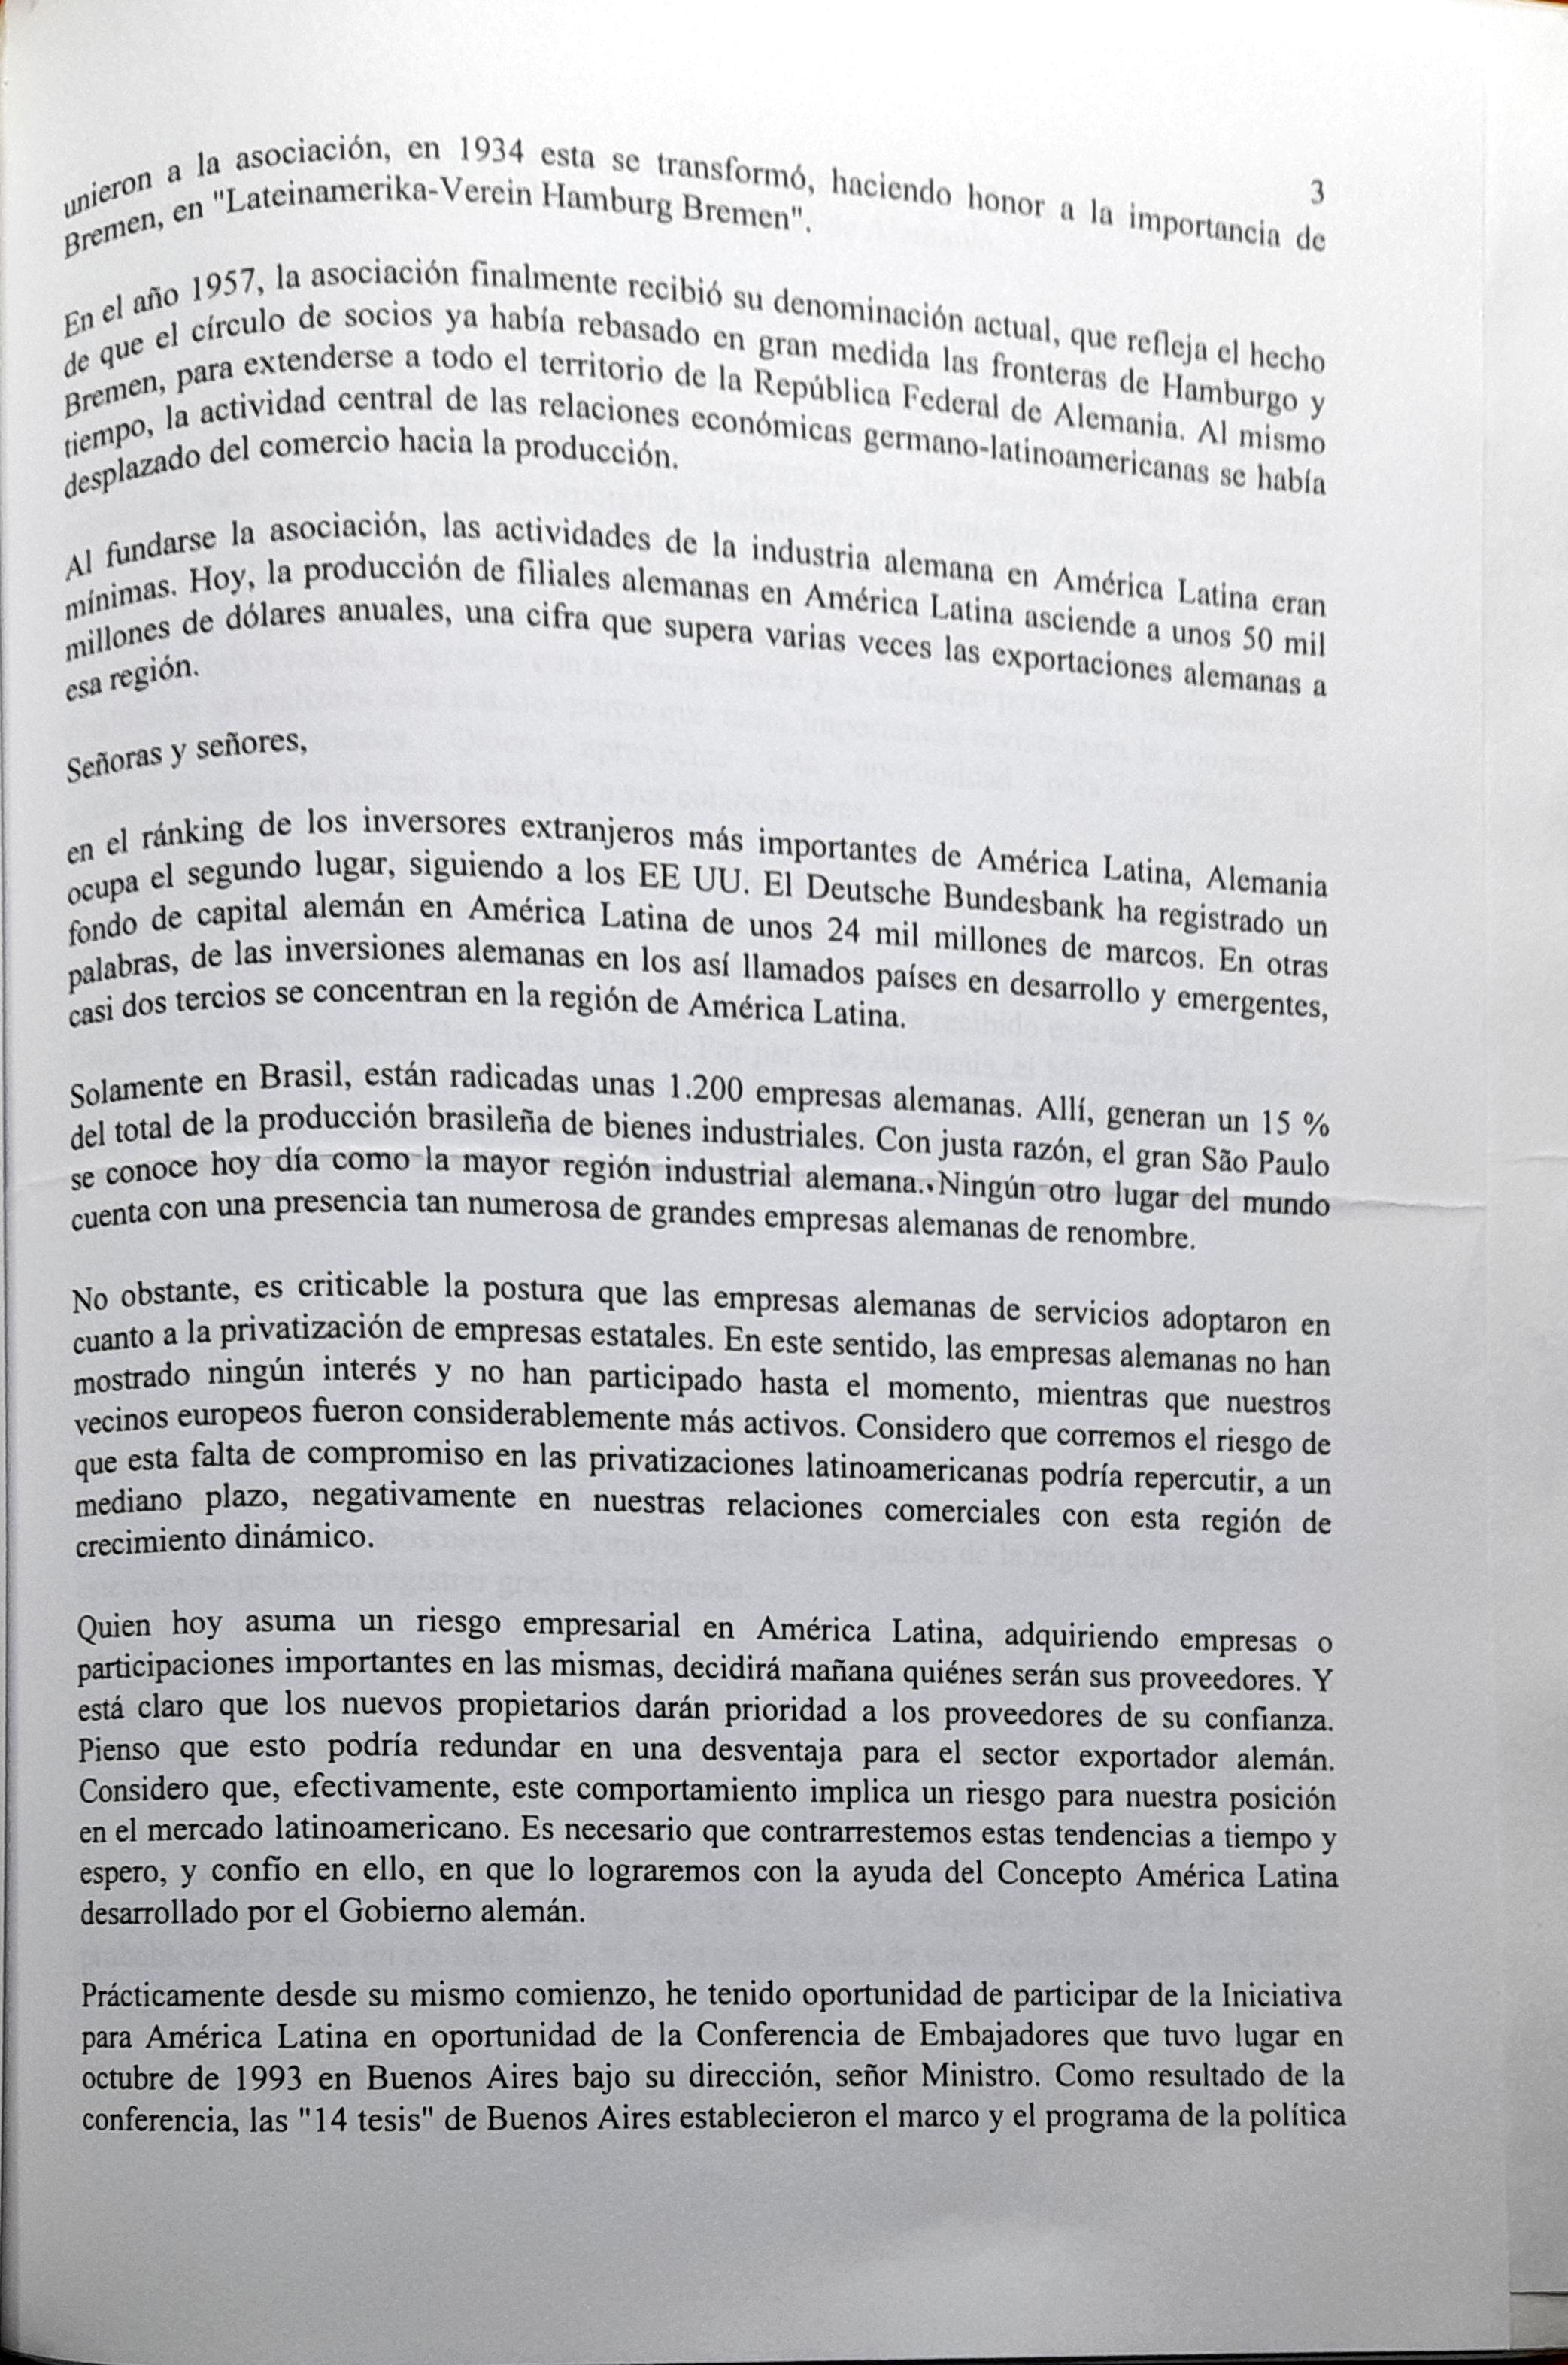 3
unieron a la asociación, en 1934 esta se transformó, haciendo honor a la importancia de
Bremen, en "Lateinamerika-Verein Hamburg Bremen".
En el año 1957, la asociación finalmente recibió su denominación actual, que refleja el hecho
de que el círculo de socios ya había rebasado en gran medida las fronteras de Hamburgo y
Bremen, para extenderse a todo el territorio de la República Federal de Alemania. Al mismo
tiempo, la actividad central de las relaciones económicas germano-latinoamericanas se había
desplazado del comercio hacia la producción.
Al fundarse la asociación, las actividades de la industria alemana en América Latina eran
mínimas. Hoy, la producción de filiales alemanas en América Latina asciende a unos 50 mil
millones de dólares anuales, una cifra que supera varias veces las exportaciones alemanas a
esa región.
Señoras y señores,
en el ránking de los inversores extranjeros más importantes de América Latina, Alemania
ocupa el segundo lugar, siguiendo a los EE UU. El Deutsche Bundesbank ha registrado un
fondo de capital alemán en América Latina de unos 24 mil millones de marcos. En otras
palabras, de las inversiones alemanas en los así llamados países en desarrollo y emergentes,
casi dos tercios se concentran en la región de América Latina.
Solamente en Brasil, están radicadas unas 1.200 empresas alemanas. Allí, generan un 15 %
del total de la producción brasileña de bienes industriales. Con justa razón, el gran São Paulo
se conoce hoy día como la mayor región industrial alemana.. Ningún otro lugar del mundo
cuenta con una presencia tan numerosa de grandes empresas alemanas de renombre.
No obstante, es criticable la postura que las empresas alemanas de servicios adoptaron en
cuanto a la privatización de empresas estatales. En este sentido, las empresas alemanas no han
mostrado ningún interés y no han participado hasta el momento, mientras que nuestros
vecinos europeos fueron considerablemente más activos. Considero que corremos el riesgo de
que esta falta de compromiso en las privatizaciones latinoamericanas podría repercutir, a un
mediano plazo, negativamente en nuestras relaciones comerciales con esta región de
crecimiento dinámico.
Quien hoy asuma un riesgo empresarial en América Latina, adquiriendo empresas o
participaciones importantes en las mismas, decidirá mañana quiénes serán sus proveedores. Y
está claro que los nuevos propietarios darán prioridad a los proveedores de su confianza.
Pienso que esto podría redundar en una desventaja para el sector exportador alemán.
Considero que, efectivamente, este comportamiento implica un riesgo para nuestra posición
en el mercado latinoamericano. Es necesario que contrarrestemos estas tendencias a tiempo y
espero, y confío en ello, en que lo lograremos con la ayuda del Concepto América Latina
desarrollado por el Gobierno alemán.
Prácticamente desde su mismo comienzo, he tenido oportunidad de participar de la Iniciativa
para América Latina en oportunidad de la Conferencia de Embajadores que tuvo lugar en
octubre de 1993 en Buenos Aires bajo su dirección, señor Ministro. Como resultado de la
conferencia, las "14 tesis" de Buenos Aires establecieron el marco y el programa de la política